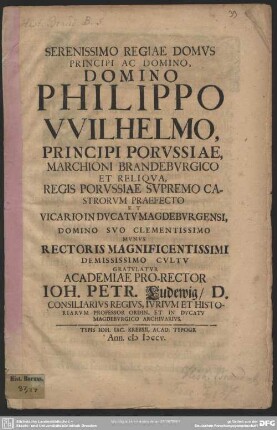 SERENISSIMO REGIAE DOMVS
PRINCIPI AC DOMINO,
DOMINO
PHILIPPO
VVILHELMO,
PRINCIPI PORVSSIAE,
MARCHIONI BRANDEBVRGICO
ET RELIQVA,
REGIS PORVSSIAE SVPREMO CA-
STRORVM PRAEFECTO
ET
VICARIO IN DVCATV MAGDEBVRGENSI,
DOMINO SVO CLEMENTISSIMO
MVNVS
RECTORIS MAGNIFICENTISSIMI
DEMISSISSIMO CVLTV
GRATVLATVR
ACADEMIAE PRO-RECTOR
IOH. PETR. Ludewig/ D.
CONSILIARIVS REGIVS, IVRIVM ET HISTO-
RIARVM PROFESSOR ORDIN. ET IN DVCATV
MAGDEBVRGICO ARCHIVARIVS.
Hist. Boruss.